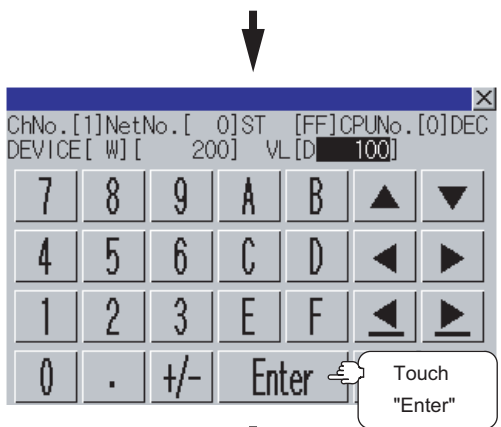 ChNo.[1]NetNo.[  0]ST  [FF]CPUNo.[0]DEC
DEVICE[ W][   200]  VL[D   100]
7 8 9 A B ▲ ▼
4 5 6 C D ◀ ▶
1 2 3 E F ◀ ▶
0 . +/- Enter
Touch
"Enter"